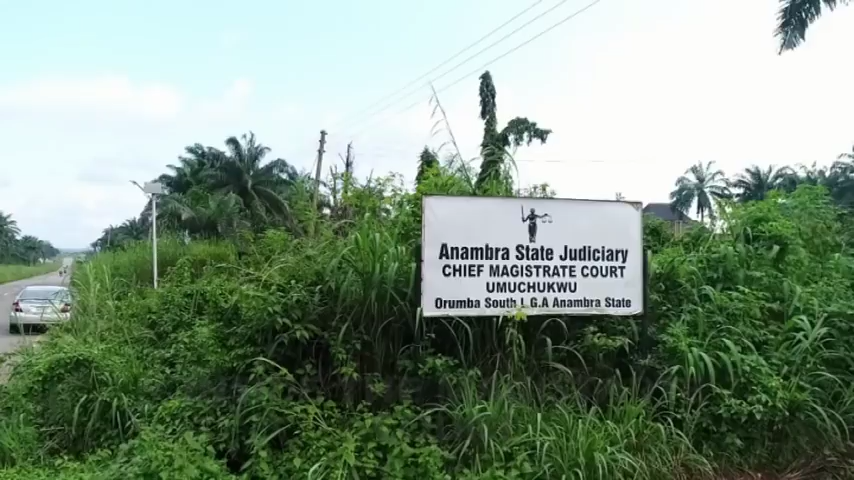 Anambra State Judiciary
CHIEF MAGISTRATE COURT
UMUCHUKWU
Orumba South L.G.A Anambra State